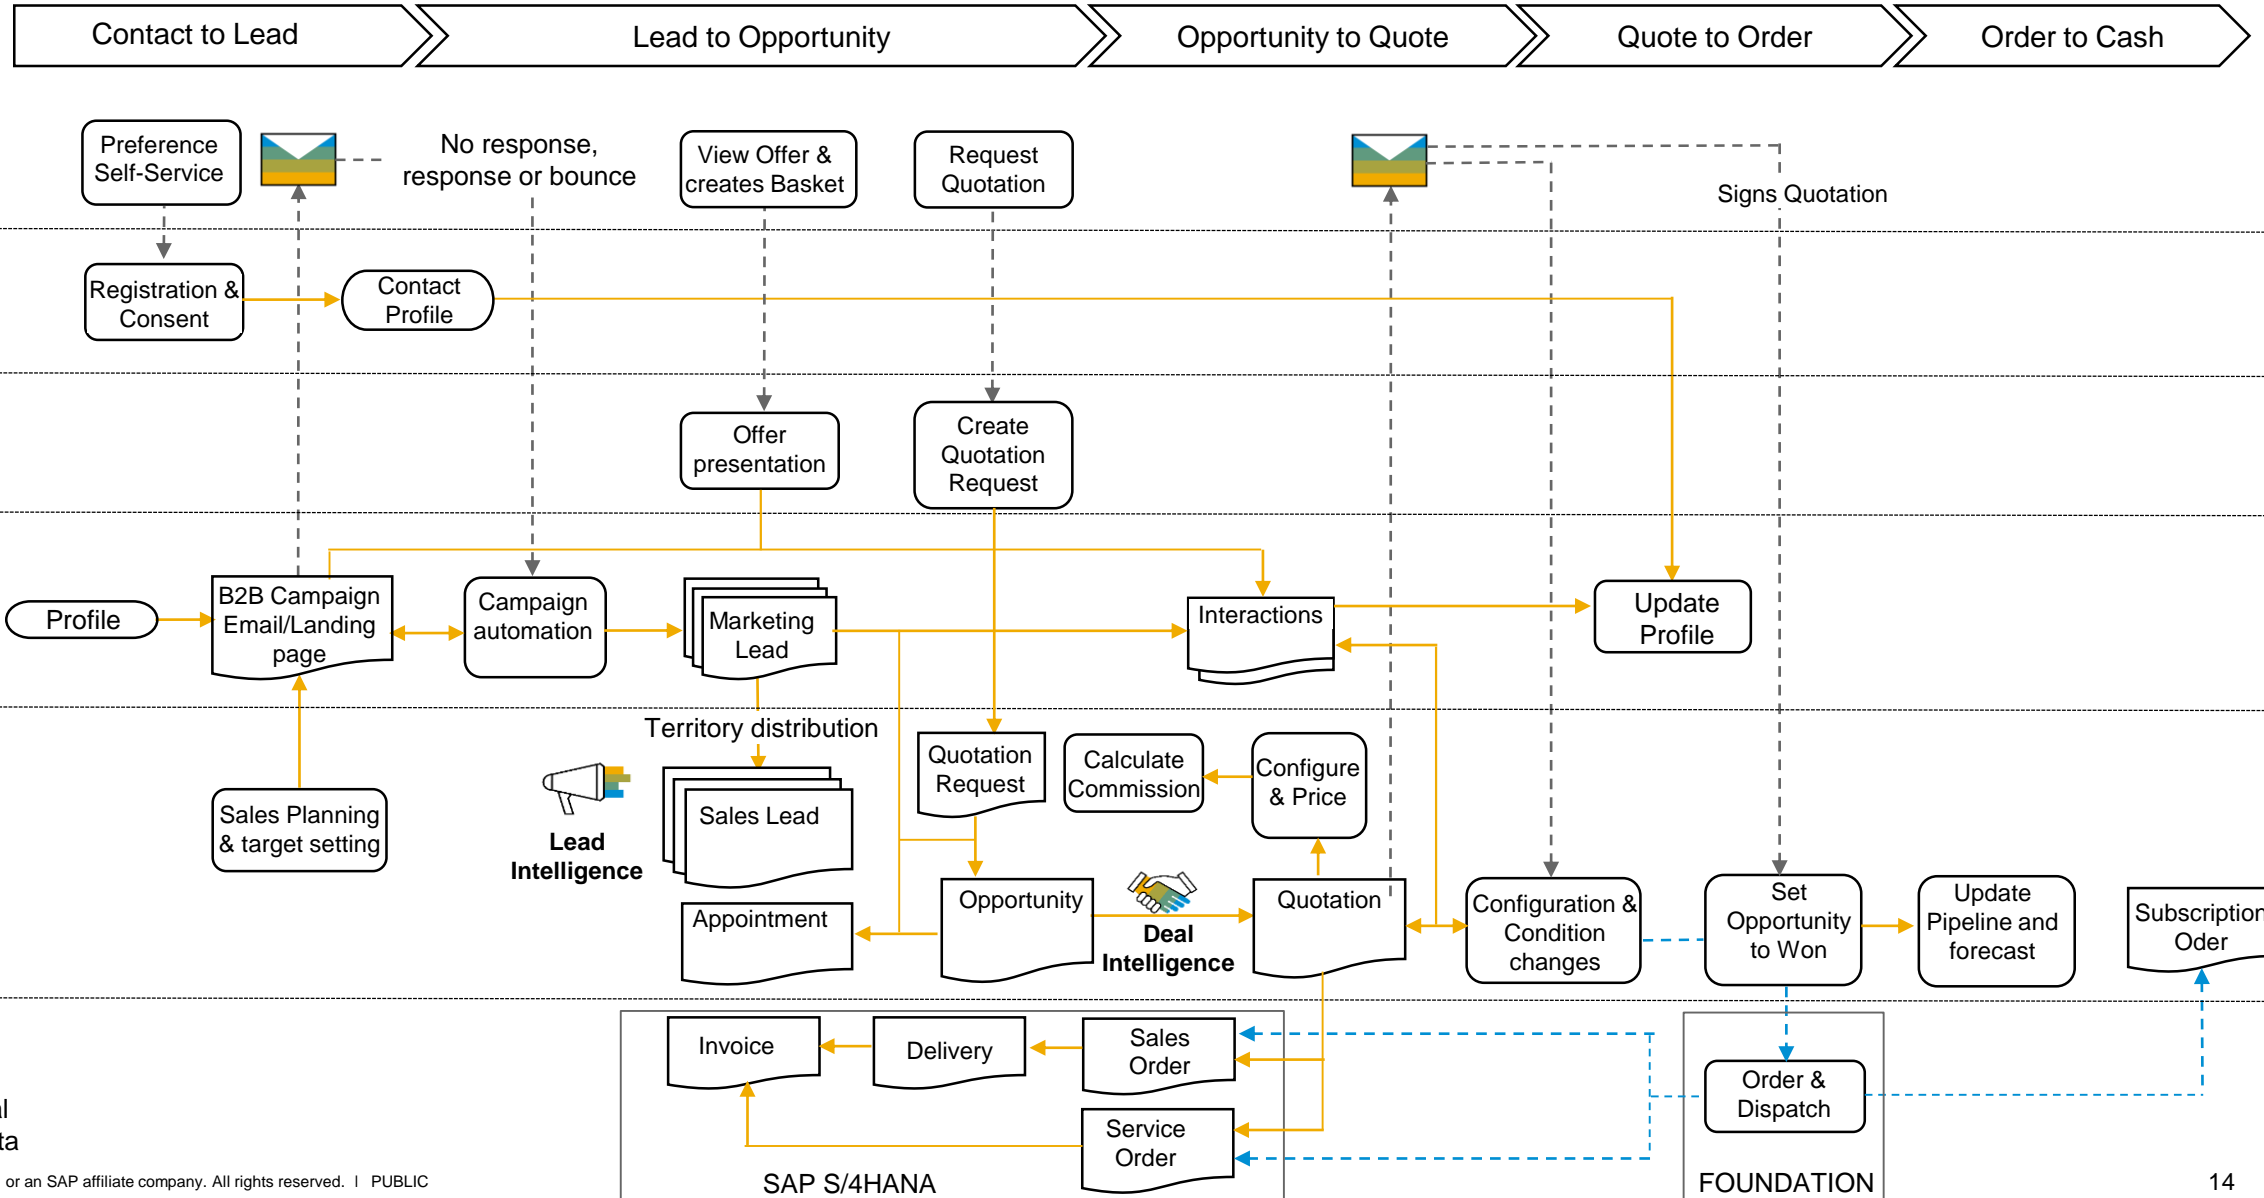 Contact to Lead
Lead to Opportunity
Opportunity to Quote
Quote to Order
Order to Cash
Preference
Self-Service
No response,
response or bounce
View Offer &
creates Basket
Request
Quotation
Signs Quotation
Registration &
Consent
Contact
Profile
Offer
presentation
Create
Quotation
Request
Profile
B2B Campaign
Email/Landing
page
Campaign
automation
Marketing
Lead
Interactions
Update
Profile
Territory distribution
Sales Planning
& target setting
Lead
Intelligence
Sales Lead
Quotation
Request
Calculate
Commission
Configure
& Price
Appointment
Opportunity
Deal
Intelligence
Quotation
Configuration &
Condition
changes
Set
Opportunity
to Won
Update
Pipeline and
forecast
Subscription
Oder
Invoice
Delivery
Sales
Order
Service
Order
Order &
Dispatch
SAP S/4HANA
FOUNDATION
al
ta
or an SAP affiliate company. All rights reserved. ǀ PUBLIC
14